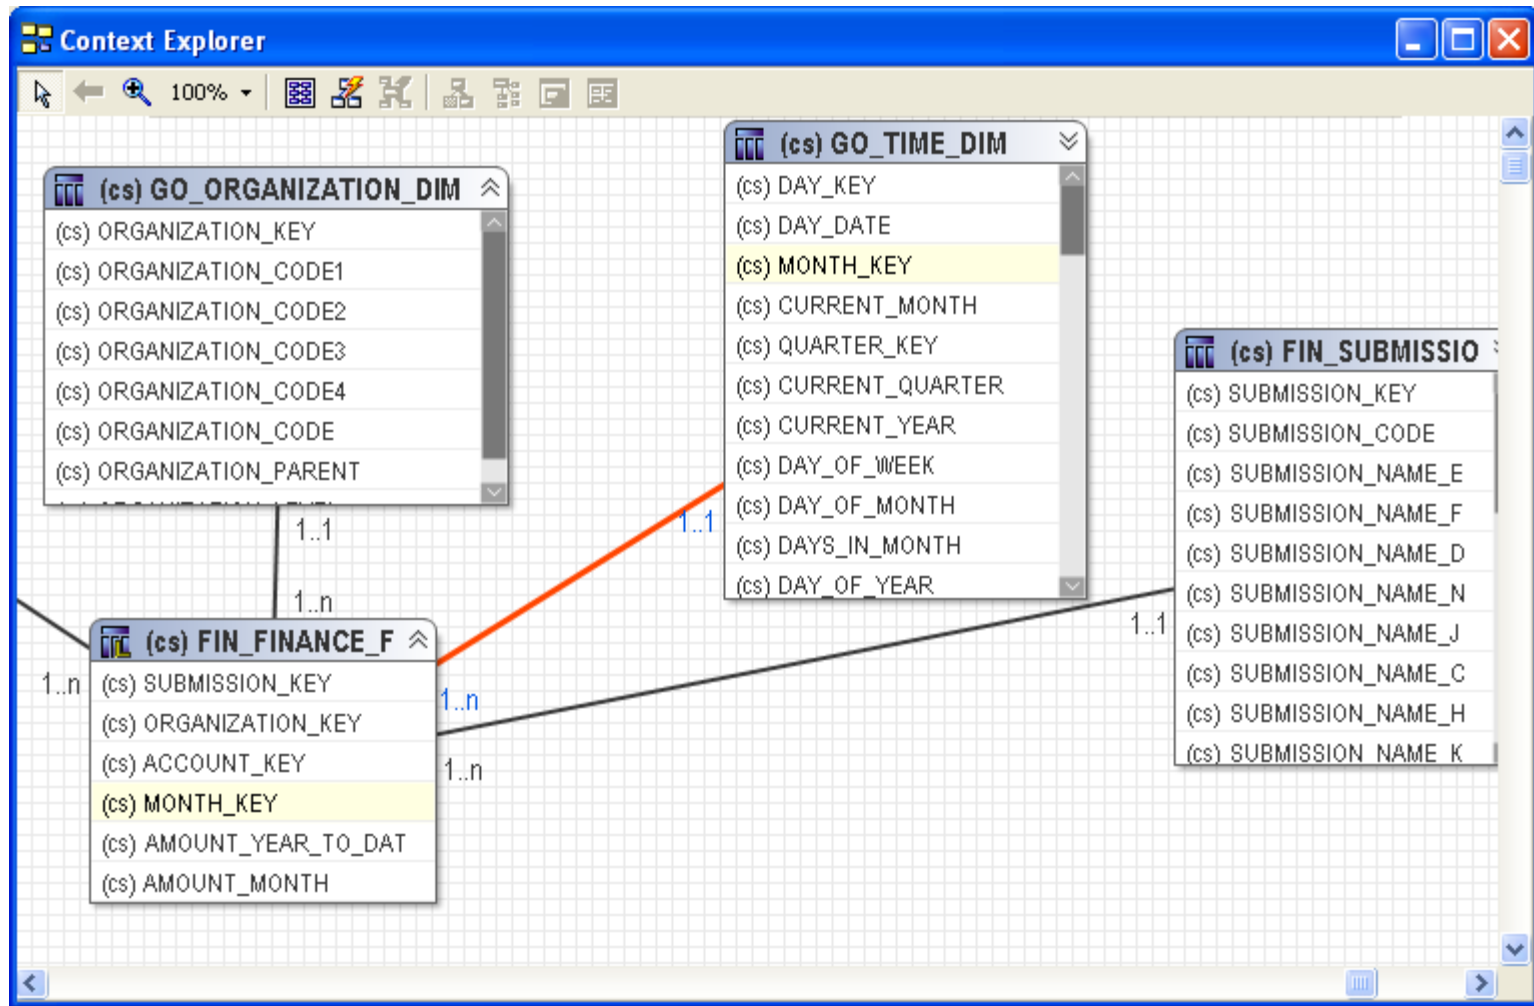 Context Explorer
100%
(cs) GO_ORGANIZATION_DIM
(cs) ORGANIZATION_KEY
(cs) ORGANIZATION_CODE1
(cs) ORGANIZATION_CODE2
(cs) ORGANIZATION_CODE3
(cs) ORGANIZATION_CODE4
(cs) ORGANIZATION_CODE
(cs) ORGANIZATION_PARENT
1..1
1..n
(cs) GO_TIME_DIM
(cs) DAY_KEY
(cs) DAY_DATE
(cs) MONTH_KEY
(cs) CURRENT_MONTH
(cs) QUARTER_KEY
(cs) CURRENT_QUARTER
(cs) CURRENT_YEAR
(cs) DAY_OF_WEEK
(cs) DAY_OF_MONTH
(cs) DAYS_IN_MONTH
(cs) DAY_OF_YEAR
1..1
(cs) FIN_SUBMISSIO
(cs) SUBMISSION_KEY
(cs) SUBMISSION_CODE
(cs) SUBMISSION_NAME_E
(cs) SUBMISSION_NAME_F
(cs) SUBMISSION_NAME_D
(cs) SUBMISSION_NAME_N
(cs) SUBMISSION_NAME_J
(cs) SUBMISSION_NAME_C
(cs) SUBMISSION_NAME_H
(cs) SUBMISSION_NAME_K
1..1
(cs) FIN_FINANCE_F
(cs) SUBMISSION_KEY
(cs) ORGANIZATION_KEY
(cs) ACCOUNT_KEY
(cs) MONTH_KEY
(cs) AMOUNT_YEAR_TO_DAT
(cs) AMOUNT_MONTH
1..n
1..n
1..n